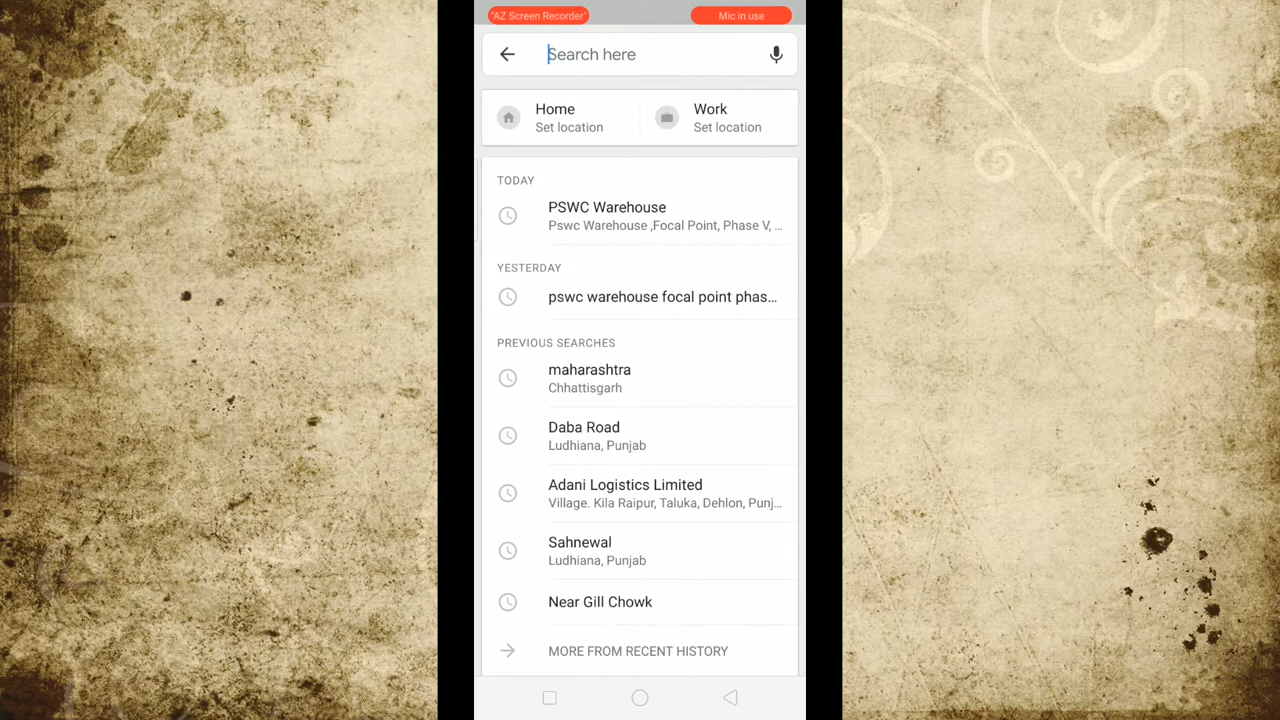 "AZ Screen Recorder"
Mic in use
Search here
Home
Set location
Work
Set location
TODAY
PSWC Warehouse
Pswc Warehouse ,Focal Point, Phase V, ...
YESTERDAY
pswc warehouse focal point phas...
PREVIOUS SEARCHES
maharashtra
Chhattisgarh
Daba Road
Ludhiana, Punjab
Adani Logistics Limited
Village. Kila Raipur, Taluka, Dehlon, Punj...
Sahnewal
Ludhiana, Punjab
Near Gill Chowk
MORE FROM RECENT HISTORY